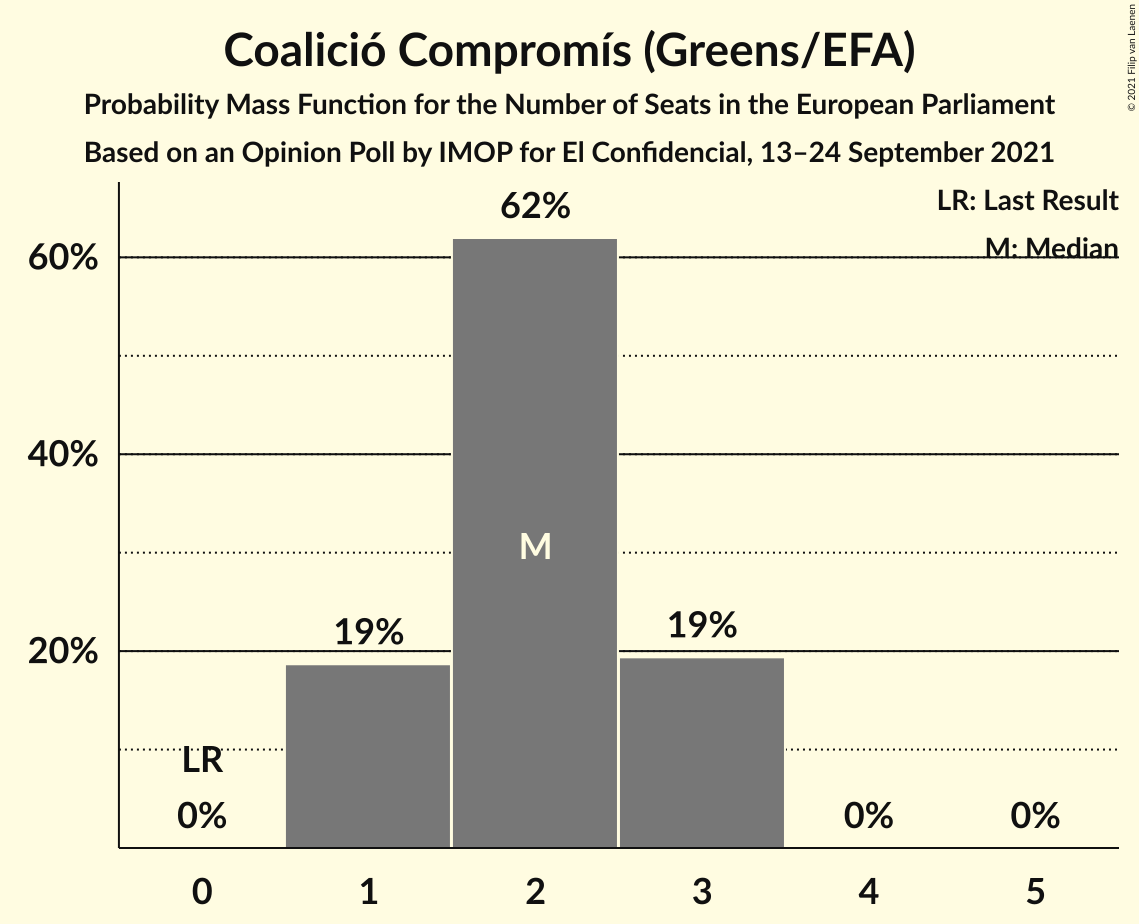 Coalició Compromís (Greens/EFA)
Probability Mass Function for the Number of Seats in the European Parliament
Based on an Opinion Poll by IMOP for El Confidencial, 13–24 September 2021
© 2021 Filip van Laenen
LR: Last Result
M: Median
62%
60%
40%
M
19%
19%
20%
LR
0%
0%
0%
0 1 2 3 4 5